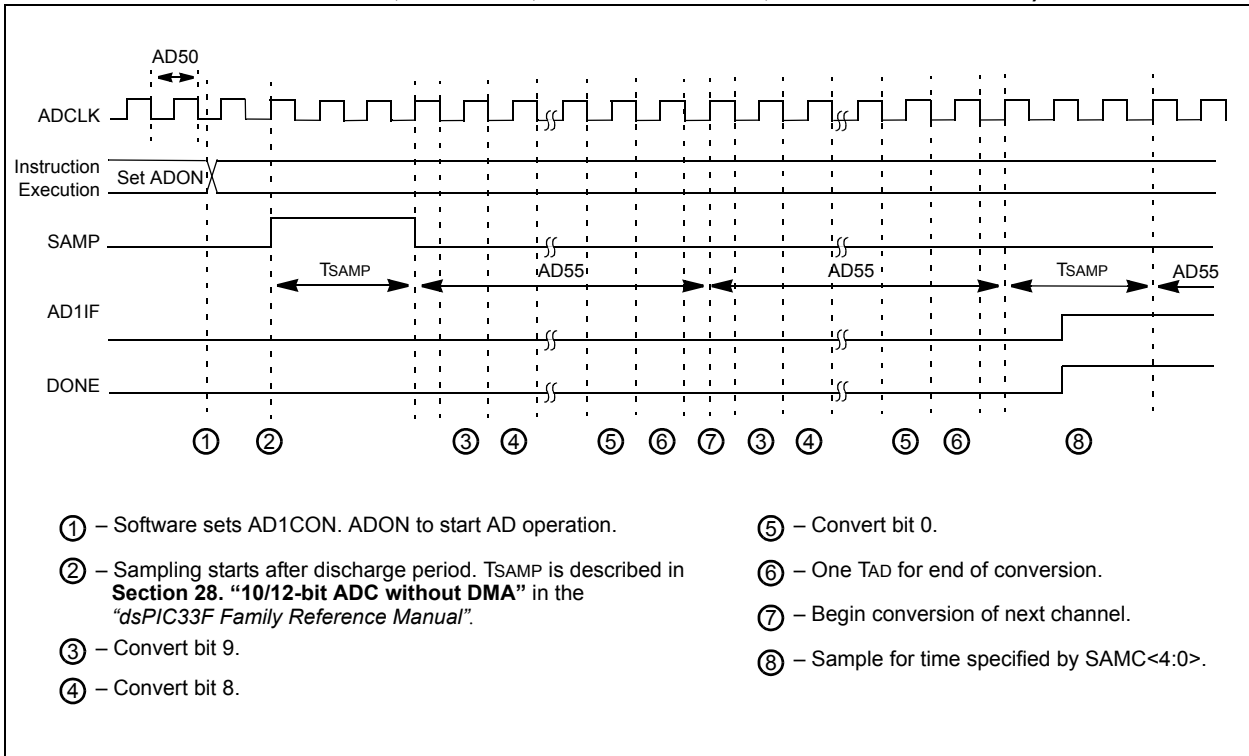 AD50
ADCLK
Instruction
Execution
Set ADON
SAMP
TSAMP
AD55
AD55
TSAMP
AD55
AD1IF
DONE
1 2 3 4 5 6 7 3 4 5 6 8
1 – Software sets AD1CON. ADON to start AD operation.
2 – Sampling starts after discharge period. TSAMP is described in
Section 28. “10/12-bit ADC without DMA” in the
“dsPIC33F Family Reference Manual”.
3 – Convert bit 9.
4 – Convert bit 8.
5 – Convert bit 0.
6 – One TAD for end of conversion.
7 – Begin conversion of next channel.
8 – Sample for time specified by SAMC<4:0>.